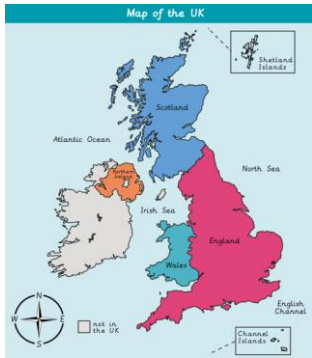 Map of the UK
Shetland
Islands
Scotland
Atlantic Ocean
North Sea
Northern
Ireland
Irish Sea
England
Wales
English
Channel
N
W
E
S
not in
the UK
Channel
Islands